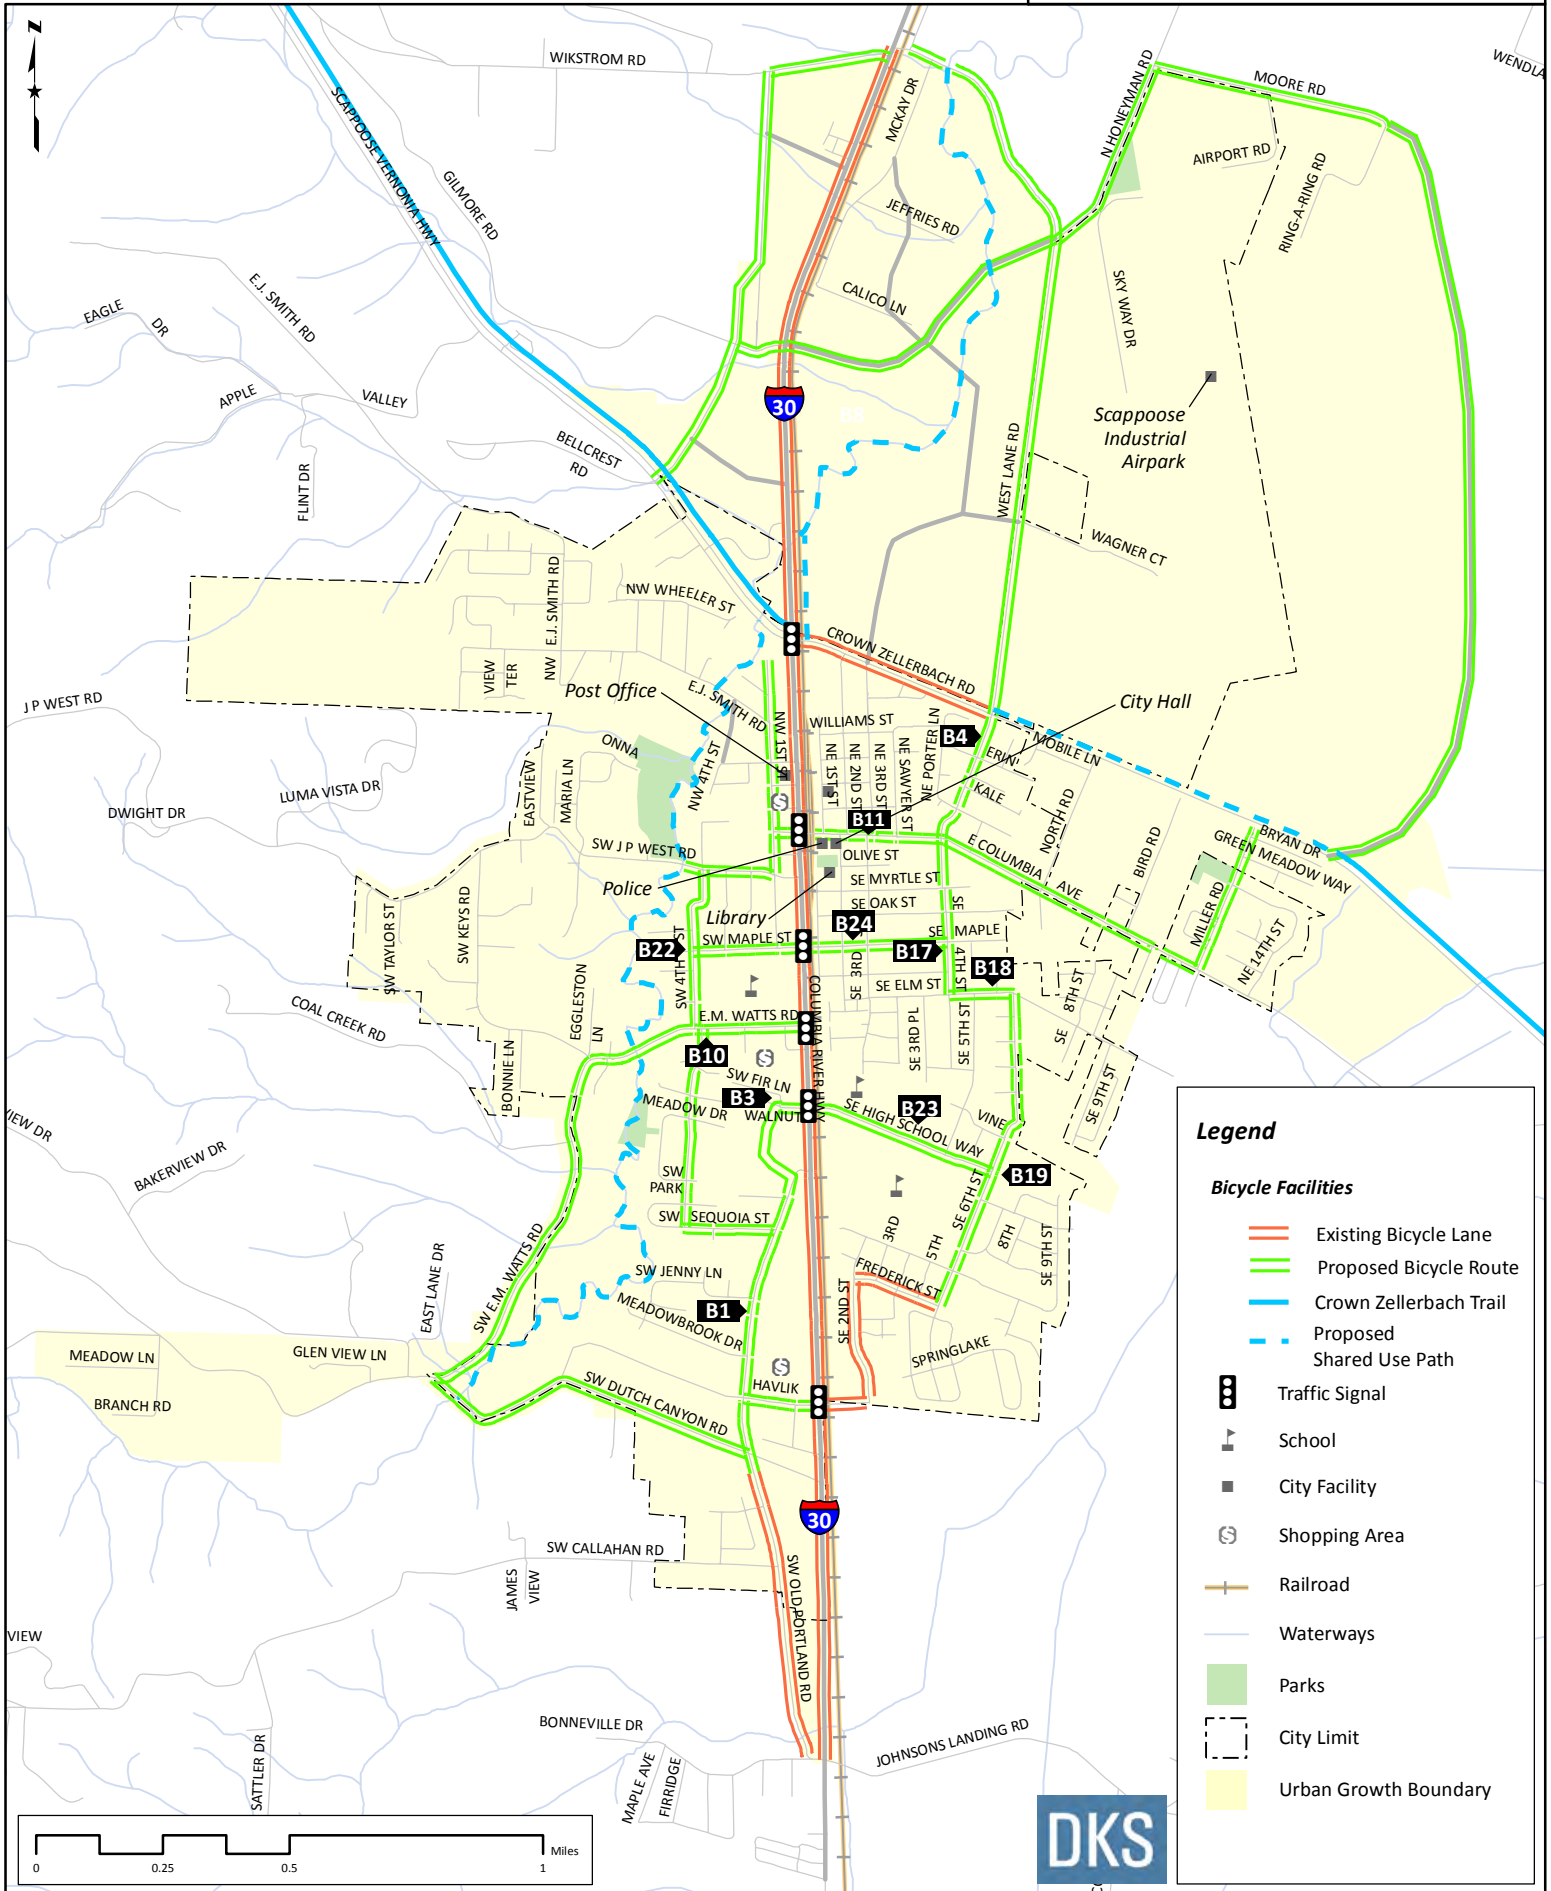 WIKSTROM RD
WENDLA
N HONEYMAN RD
MOORE RD
MCKAY DR
AIRPORT RD
RING-A-RING RD
SCAPPOOSE VERNONIA HWY
GILMORE RD
JEFFRIES RD
E.J. SMITH RD
CALICO LN
SKY WAY DR
EAGLE
DR
APPLE
VALLEY
30
Scappoose
Industrial
Airpark
BELLCREST
RD
FLINT DR
WEST LANE RD
WAGNER CT
NW E.J. SMITH RD
NW WHEELER ST
CROWN ZELLERBACH RD
VIEW
TER
Post Office
E.J. SMITH RD
City Hall
J P WEST RD
NW 1ST ST
WILLIAMS ST
NE PORTER LN
B4
ERIN
MOBILE LN
ONNA
NW 4TH ST
NE 1ST ST
NE 2ND ST
NE 3RD ST
NE SAWYER ST
KALE
LUMA VISTA DR
DWIGHT DR
EASTVIEW
MARIA LN
NORTH RD
BIRD RD
B11
BRYAN DR
GREEN MEADOW WAY
SW J P WEST RD
OLIVE ST
E COLUMBIA AVE
SE MYRTLE ST
Police
SE OAK ST
SE 4TH ST
Library
MILLER RD
NE 14TH ST
SW TAYLOR ST
SW KEYS RD
B24
SW MAPLE ST
SE MAPLE
B22
B17
SW 4TH ST
B18
SE 3RD
SE ELM ST
SE 8TH ST
COAL CREEK RD
EGGLESTON
LN
COLUMBIA RIVER HWY
E.M. WATTS RD
SE 3RD PL
SE 5TH ST
B10
BONNIE LN
SW FIR LN
SE 9TH ST
B3
MEADOW DR
WALNUT
SE HIGH SCHOOL WAY
B23
VINE
IEW DR
BAKERVIEW DR
SW
PARK
B19
SE 6TH ST
SW SEQUOIA ST
3RD
5TH
8TH
SE 9TH ST
SW E.M. WATTS RD
EAST LANE DR
SW JENNY LN
FREDERICK ST
B1
MEADOWBROOK DR
SE 2ND ST
SPRINGLAKE
MEADOW LN
GLEN VIEW LN
HAVLIK
BRANCH RD
SW DUTCH CANYON RD
30
SW CALLAHAN RD
JAMES
VIEW
SW OLD PORTLAND RD
VIEW
BONNEVILLE DR
JOHNSONS LANDING RD
SATTLER DR
MAPLE AVE
FIRRIDGE
Legend
Bicycle Facilities
Existing Bicycle Lane
Proposed Bicycle Route
Crown Zellerbach Trail
Proposed
Shared Use Path
Traffic Signal
School
City Facility
Shopping Area
Railroad
Waterways
Parks
City Limit
Urban Growth Boundary
Miles
0 0.25 0.5 1
DKS